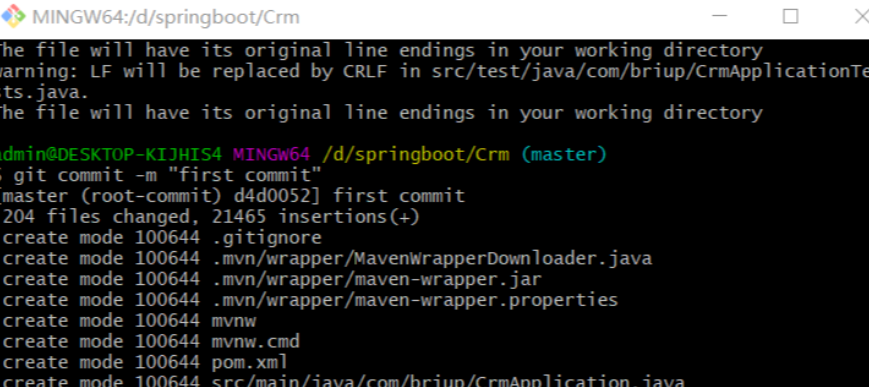 MINGW64:/d/springboot/Crm
The file will have its original line endings in your working directory
warning: LF will be replaced by CRLF in src/test/java/com/briup/CrmApplicationTe
sts.java.
The file will have its original line endings in your working directory
admin@DESKTOP-KIJHIS4 MINGW64 /d/springboot/Crm (master)
$ git commit -m "first commit"
[master (root-commit) d4d0052] first commit
204 files changed, 21465 insertions(+)
create mode 100644 .gitignore
create mode 100644 .mvn/wrapper/MavenWrapperDownloader.java
create mode 100644 .mvn/wrapper/maven-wrapper.jar
create mode 100644 .mvn/wrapper/maven-wrapper.properties
create mode 100644 mvnw
create mode 100644 mvnw.cmd
create mode 100644 pom.xml
create mode 100644 src/main/java/com/briup/CrmApplication.java